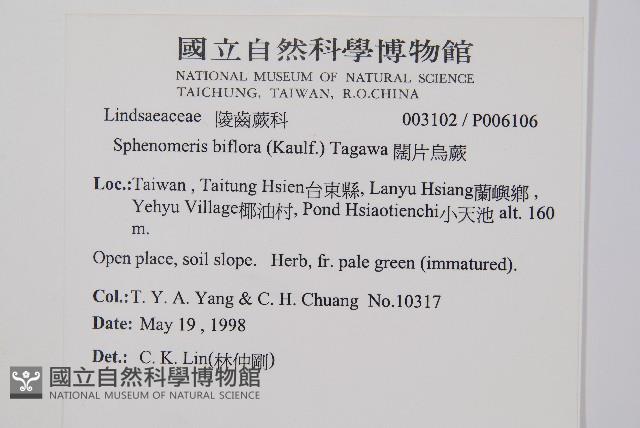 國立自然科學博物館
NATIONAL MUSEUM OF NATURAL SCIENCE
TAICHUNG, TAIWAN, R.O.CHINA
Lindsaeaceae 陵齒蕨科 003102 / P006106
Sphenomeris biflora (Kaulf.) Tagawa 闊片烏蕨
Loc.:Taiwan , Taitung Hsien台東縣, Lanyu Hsiang蘭嶼鄉 ,
Yehyu Village椰油村, Pond Hsiaotienchi小天池 alt. 160
m.
Open place, soil slope. Herb, fr. pale green (immatured).
Col.:T. Y. A. Yang & C. H. Chuang No.10317
Date: May 19 , 1998
Det.: C. K. Lin(林仲剛)
國立自然科學博物館
NATIONAL MUSEUM OF NATURAL SCIENCE